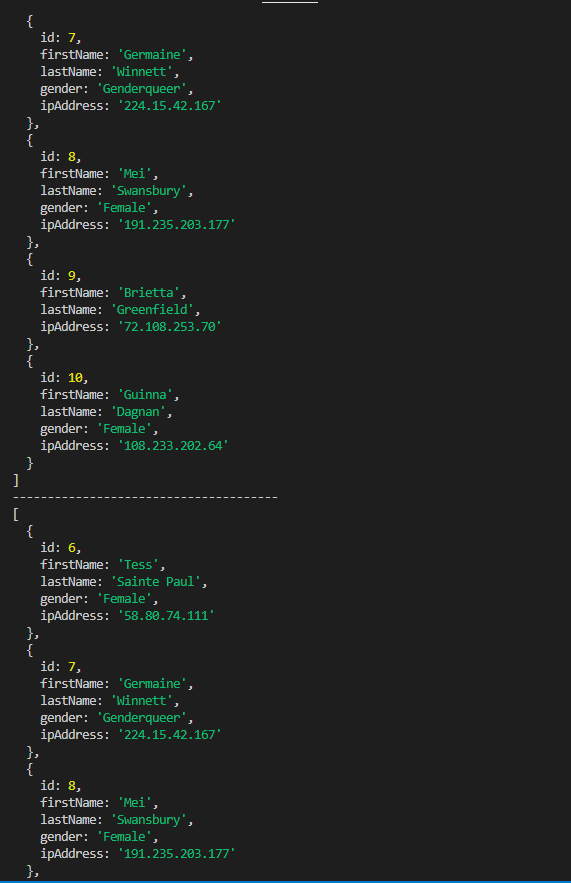 {
    id: 7,
    firstName: 'Germaine',
    lastName: 'Winnett',
    gender: 'Genderqueer',
    ipAddress: '224.15.42.167'
  },
  {
    id: 8,
    firstName: 'Mei',
    lastName: 'Swansbury',
    gender: 'Female',
    ipAddress: '191.235.203.177'
  },
  {
    id: 9,
    firstName: 'Brietta',
    lastName: 'Greenfield',
    ipAddress: '72.108.253.70'
  },
  {
    id: 10,
    firstName: 'Guinna',
    lastName: 'Dagnan',
    gender: 'Female',
    ipAddress: '108.233.202.64'
  }
]
--------------------------------------
[
  {
    id: 6,
    firstName: 'Tess',
    lastName: 'Sainte Paul',
    gender: 'Female',
    ipAddress: '58.80.74.111'
  },
  {
    id: 7,
    firstName: 'Germaine',
    lastName: 'Winnett',
    gender: 'Genderqueer',
    ipAddress: '224.15.42.167'
  },
  {
    id: 8,
    firstName: 'Mei',
    lastName: 'Swansbury',
    gender: 'Female',
    ipAddress: '191.235.203.177'
  },